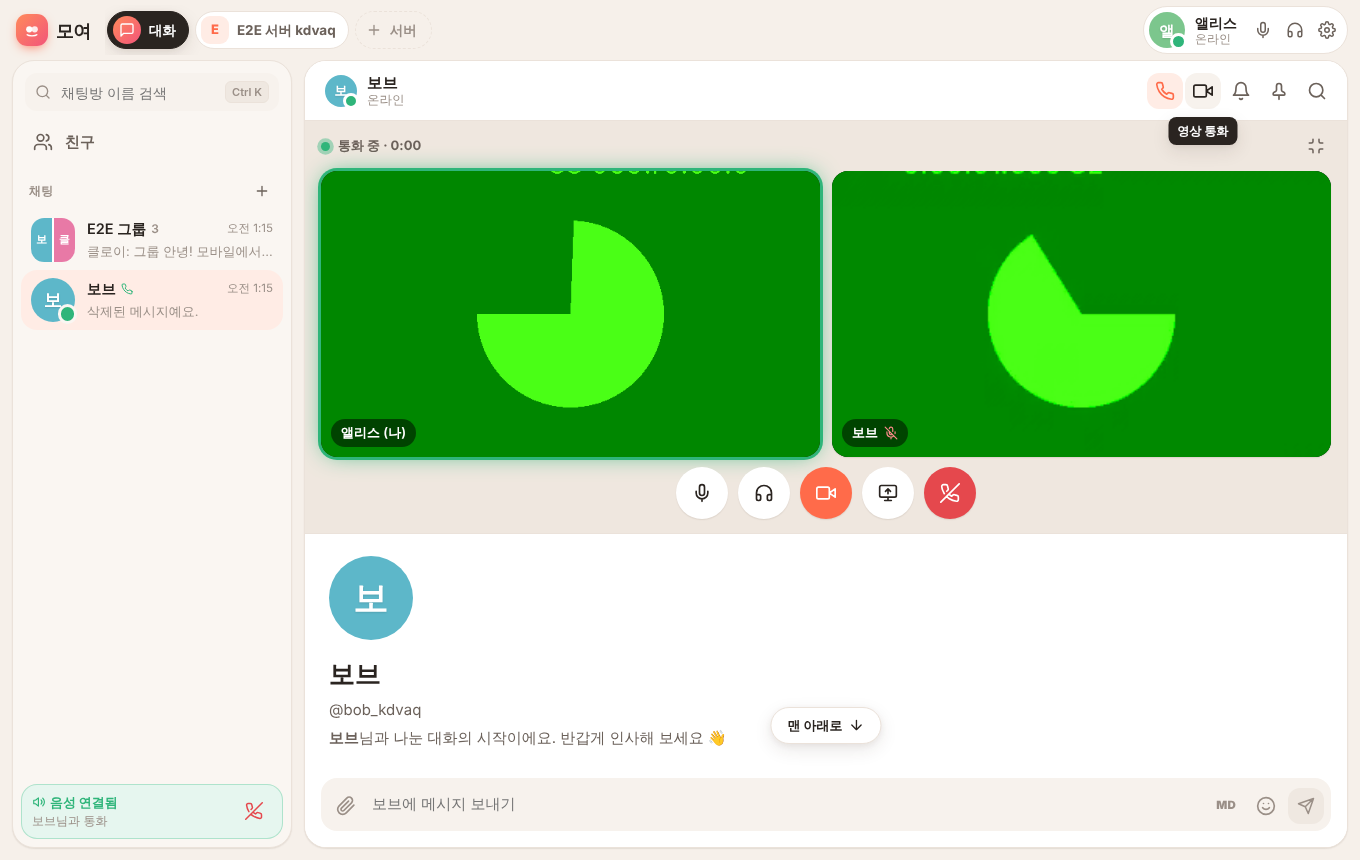 모여
대화
E
E2E 서버 kdvaq
서버
앨
앨리스
온라인
채팅방 이름 검색
Ctrl K
친구
채팅
보
클
E2E 그룹 3
오전 1:15
클로이: 그룹 안녕! 모바일에서...
보
보브
오전 1:15
삭제된 메시지예요.
음성 연결됨
보브님과 통화
보
보브
온라인
영상 통화
통화 중 · 0:00
앨리스 (나)
보브
보
보브
@bob_kdvaq
보브님과 나눈 대화의 시작이에요. 반갑게 인사해 보세요 👋
맨 아래로
보브에 메시지 보내기
MD